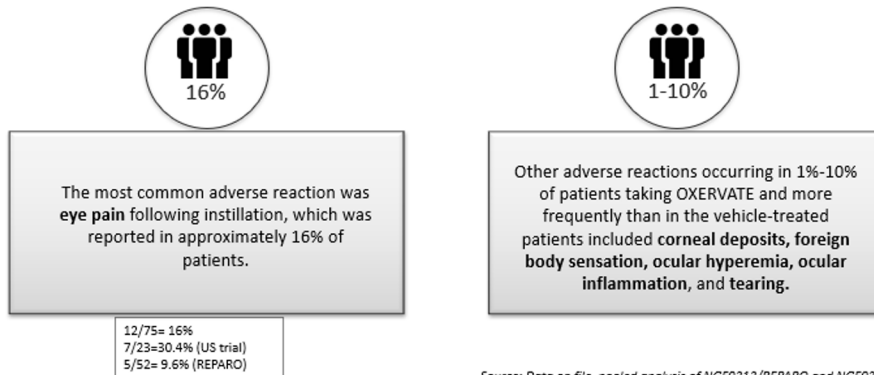 16%
The most common adverse reaction was
eye pain following instillation, which was
reported in approximately 16% of
patients.
12/75= 16%
7/23=30.4% (US trial)
5/52= 9.6% (REPARO)
1-10%
Other adverse reactions occurring in 1%-10%
of patients taking OXERVATE and more
frequently than in the vehicle-treated
patients included corneal deposits, foreign
body sensation, ocular hyperemia, ocular
inflammation, and tearing.
Source: Data on file, pooled analysis of and